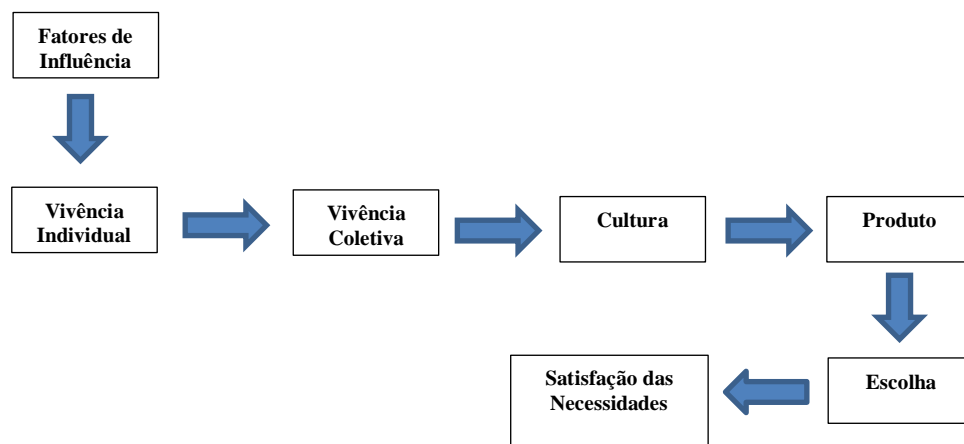 Fatores de
Influência
Vivência
Individual
Vivência
Coletiva
Cultura
Produto
Escolha
Satisfação das
Necessidades